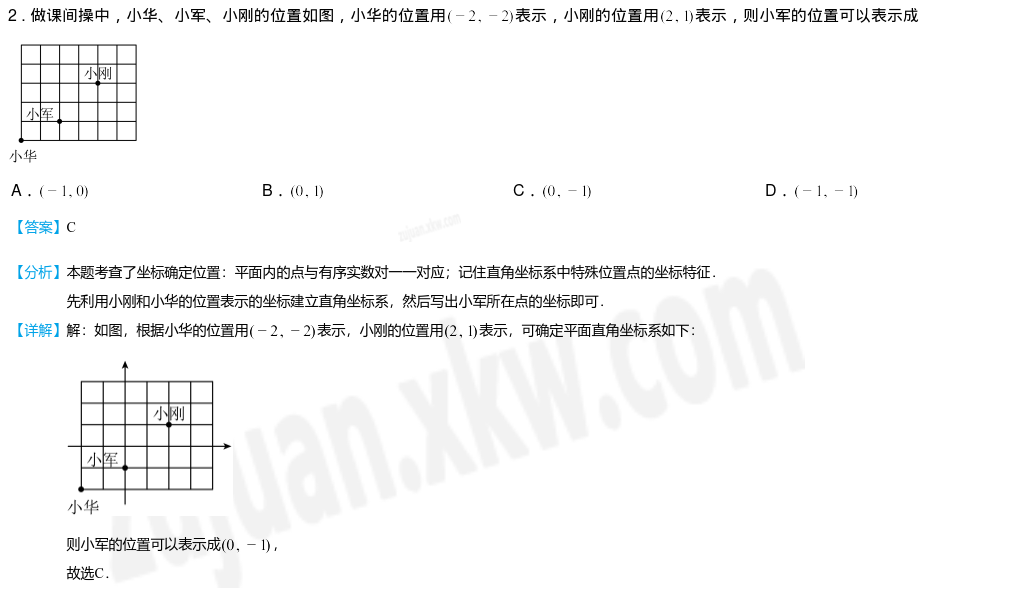 2．做课间操中，小华、小军、小刚的位置如图，小华的位置用(－2, －2)表示，小刚的位置用(2, 1)表示，则小军的位置可以表示成
小刚
小军
小华
A．(－1, 0) B．(0, 1) C．(0, －1) D．(－1, －1)
【答案】C
zujuan.xkw.com
【分析】本题考查了坐标确定位置：平面内的点与有序实数对一一对应；记住直角坐标系中特殊位置点的坐标特征．
先利用小刚和小华的位置表示的坐标建立直角坐标系，然后写出小军所在点的坐标即可．
【详解】解：如图，根据小华的位置用(－2, －2)表示，小刚的位置用(2, 1)表示，可确定平面直角坐标系如下：
zujuan.xkw.com
小刚
小军
小华
则小军的位置可以表示成(0, －1)，
故选C．